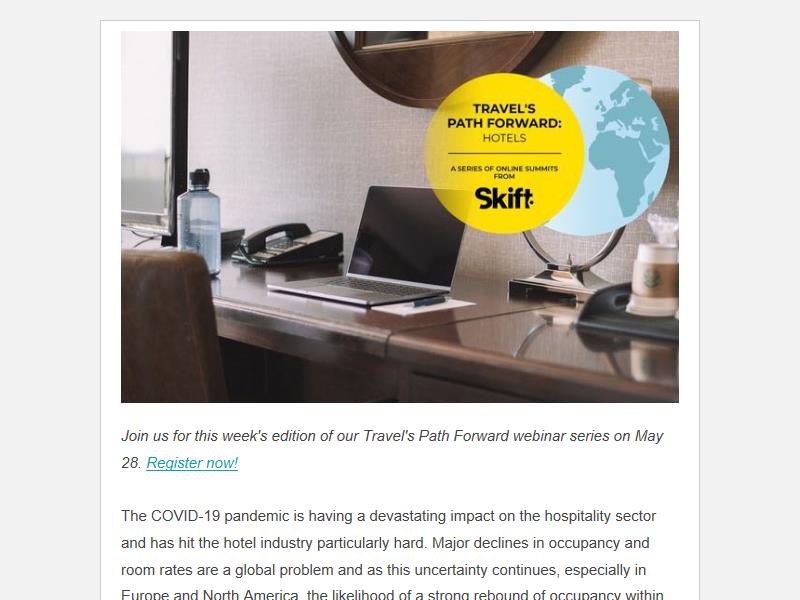 TRAVEL'S
PATH FORWARD:
HOTELS
A SERIES OF ONLINE SUMMITS
FROM
Skift
Join us for this week's edition of our Travel's Path Forward webinar series on May
28. Register now!
The COVID-19 pandemic is having a devastating impact on the hospitality sector
and has hit the hotel industry particularly hard. Major declines in occupancy and
room rates are a global problem and as this uncertainty continues, especially in
Europe and North America, the likelihood of a strong rebound of occupancy within